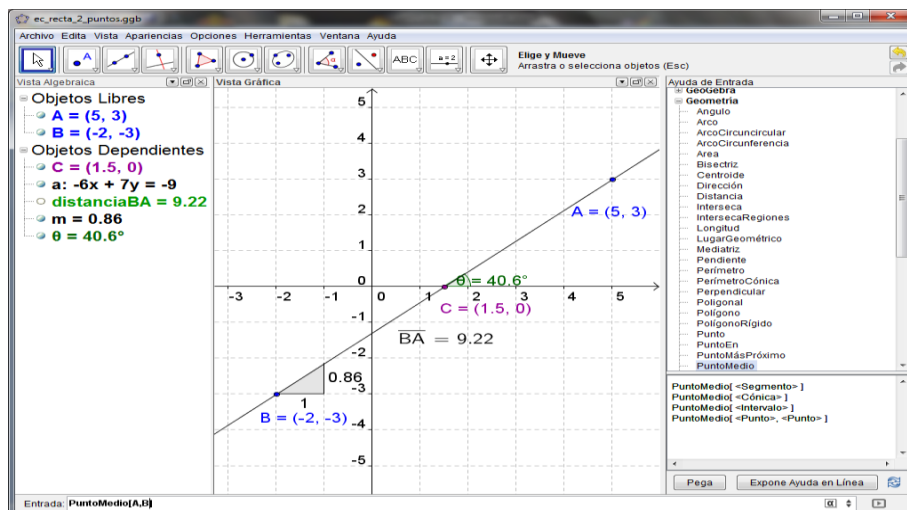 ec_recta_2_puntos.ggb
Archivo Edita Vista Apariencias Opciones Herramientas Ventana Ayuda
A
ABC
a=2
Elige y Mueve
Arrastra o selecciona objetos (Esc)
Vista Algebraica
Objetos Libres
A = (5, 3)
B = (-2, -3)
Objetos Dependientes
C = (1.5, 0)
a: -6x + 7y = -9
distanciaBA = 9.22
m = 0.86
θ = 40.6°
Vista Gráfica
5
4
3
A = (5, 3)
2
1
θ = 40.6°
0
-3 -2 -1 0 1 2 3 4 5
C = (1.5, 0)
-1
BA = 9.22
-2
0.86
-3
1
B = (-2, -3)
-4
-5
Ayuda de Entrada
GeoGebra
Geometría
Angulo
Arco
ArcoCircuncircular
ArcoCircunferencia
Area
Bisectriz
Centroide
Dirección
Distancia
Interseca
IntersecaRegiones
Longitud
LugarGeométrico
Mediatriz
Pendiente
Perímetro
PerímetroCónica
Perpendicular
Poligonal
Polígono
PolígonoRígido
Punto
PuntoEn
PuntoMásPróximo
PuntoMedio
PuntoMedio[ <Segmento> ]
PuntoMedio[ <Cónica> ]
PuntoMedio[ <Intervalo> ]
PuntoMedio[ <Punto>, <Punto> ]
Pega Expone Ayuda en Línea
Entrada: PuntoMedio[A,B]
α